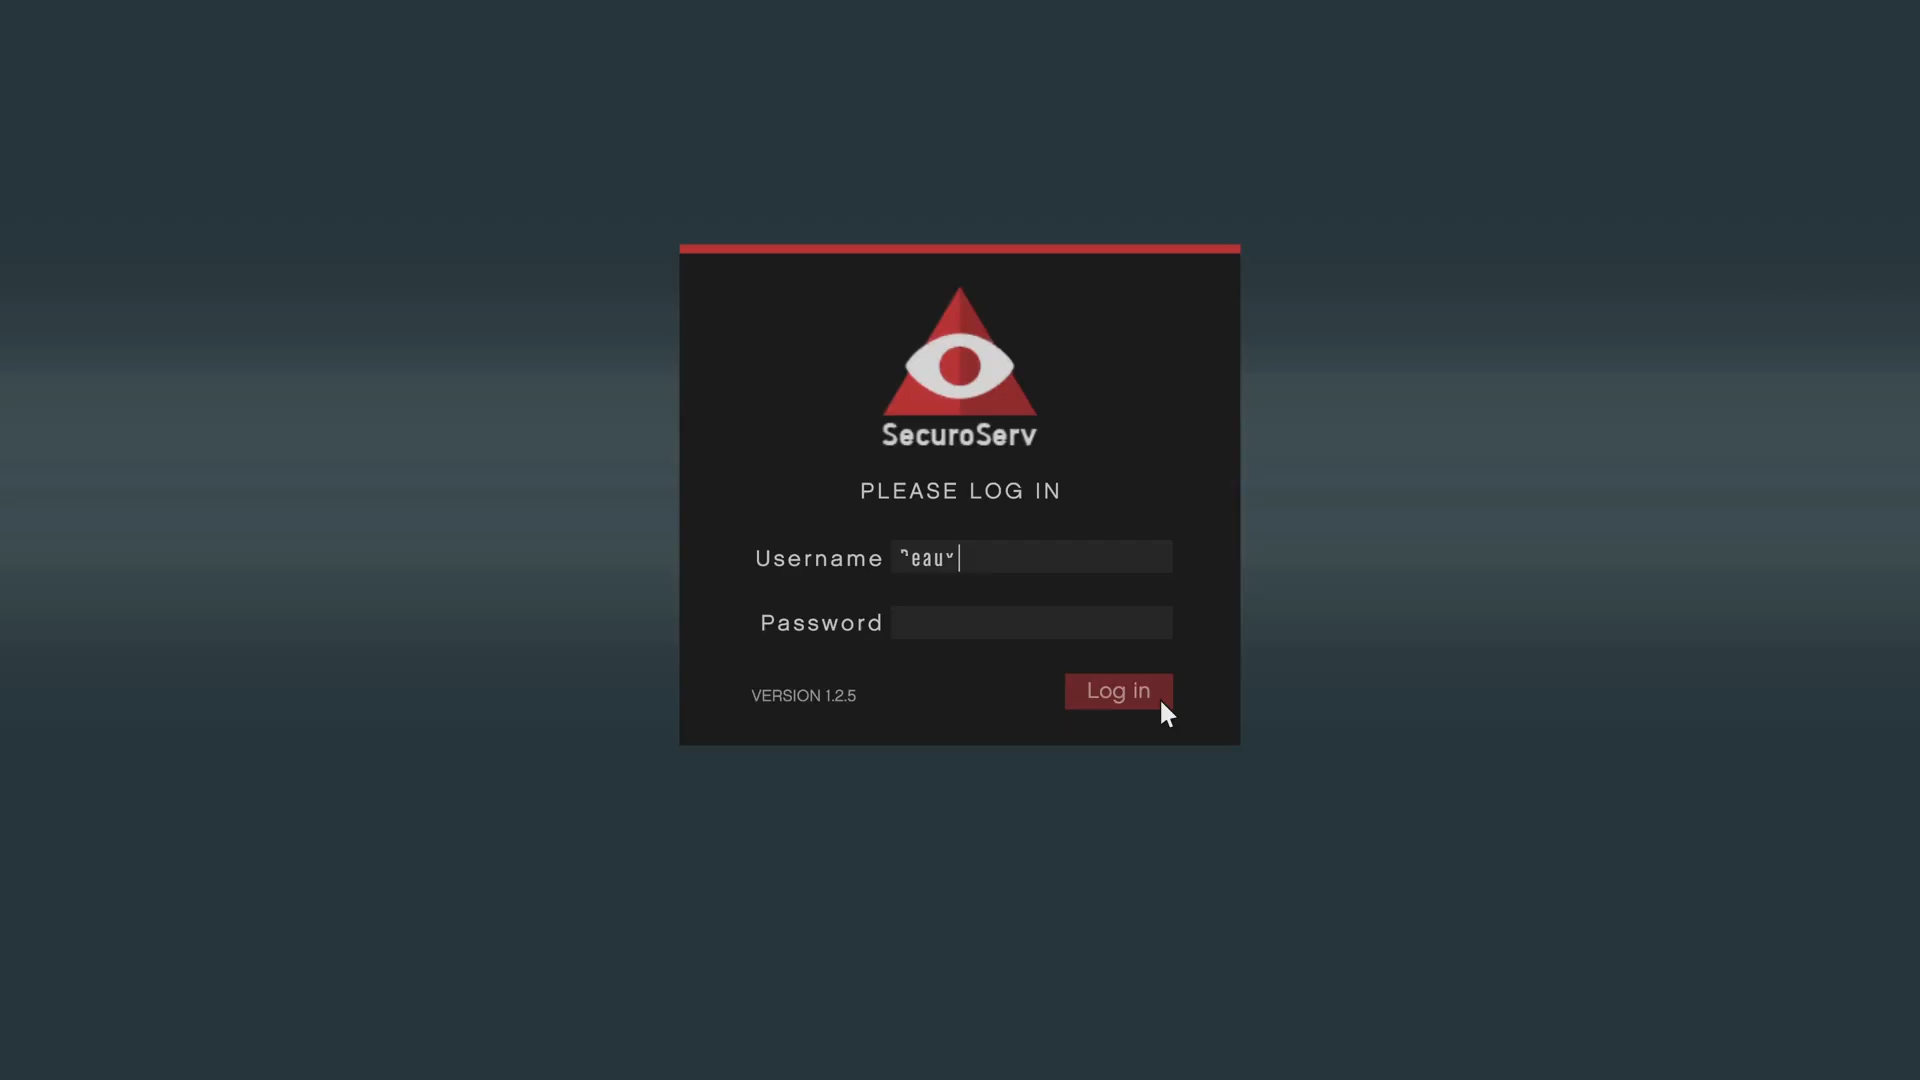 SecuroServ
PLEASE LOG IN
Username
Password
VERSION 1.2.5
Log in